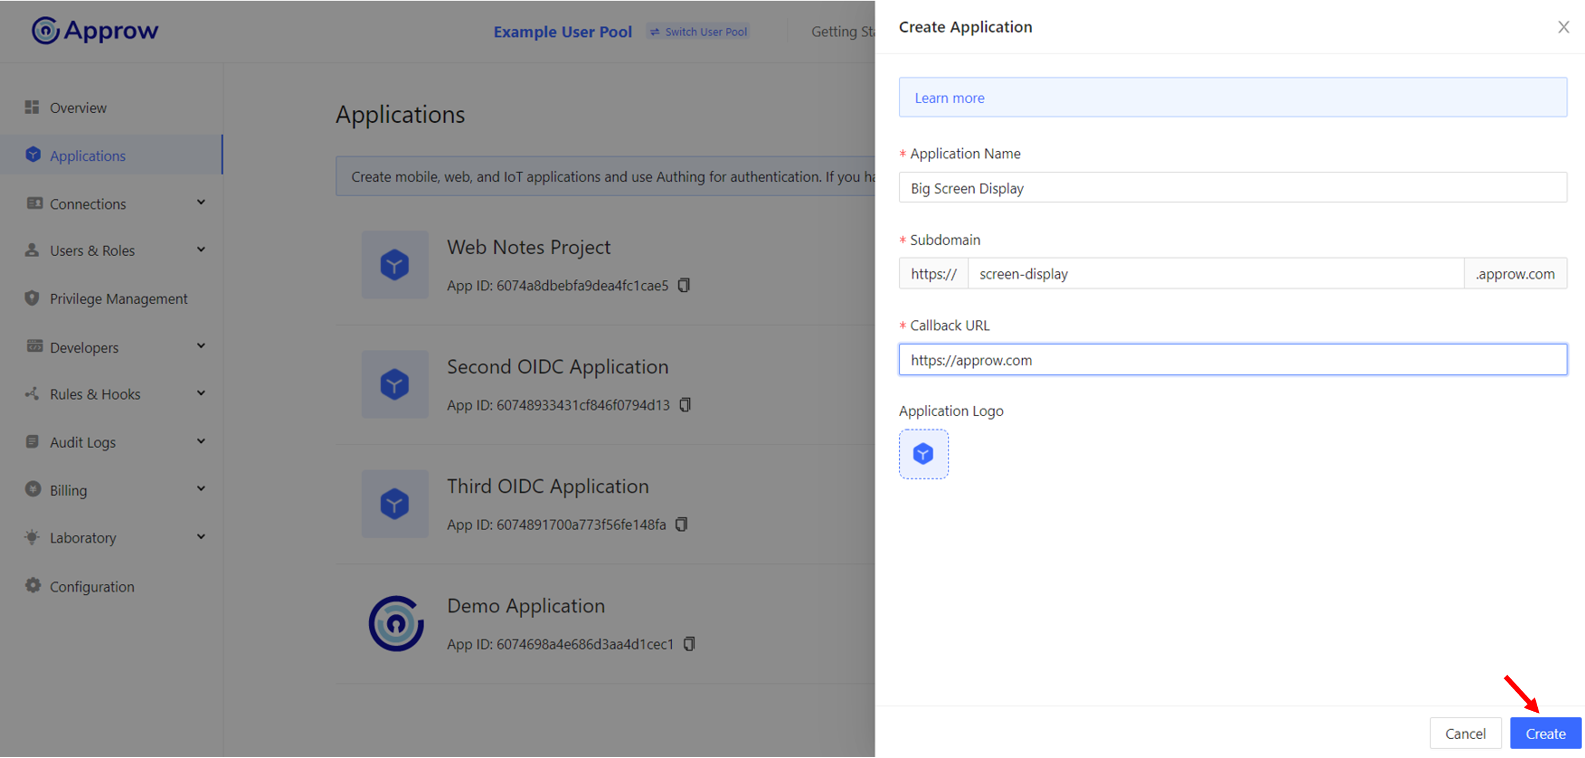 Approw
Example User Pool
Switch User Pool
Getting Sta
Overview
Applications
Connections
Users & Roles
Privilege Management
Developers
Rules & Hooks
Audit Logs
Billing
Laboratory
Configuration
Applications
Create mobile, web, and IoT applications and use Authing for authentication. If you ha
Web Notes Project
App ID: 6074a8dbebfa9dea4fc1cae5
Second OIDC Application
App ID: 60748933431cf846f0794d13
Third OIDC Application
App ID: 6074891700a773f56fe148fa
Demo Application
App ID: 6074698a4e686d3aa4d1cec1
Create Application
Learn more
* Application Name
Big Screen Display
* Subdomain
https:// screen-display .approw.com
* Callback URL
https://approw.com
Application Logo
Cancel Create